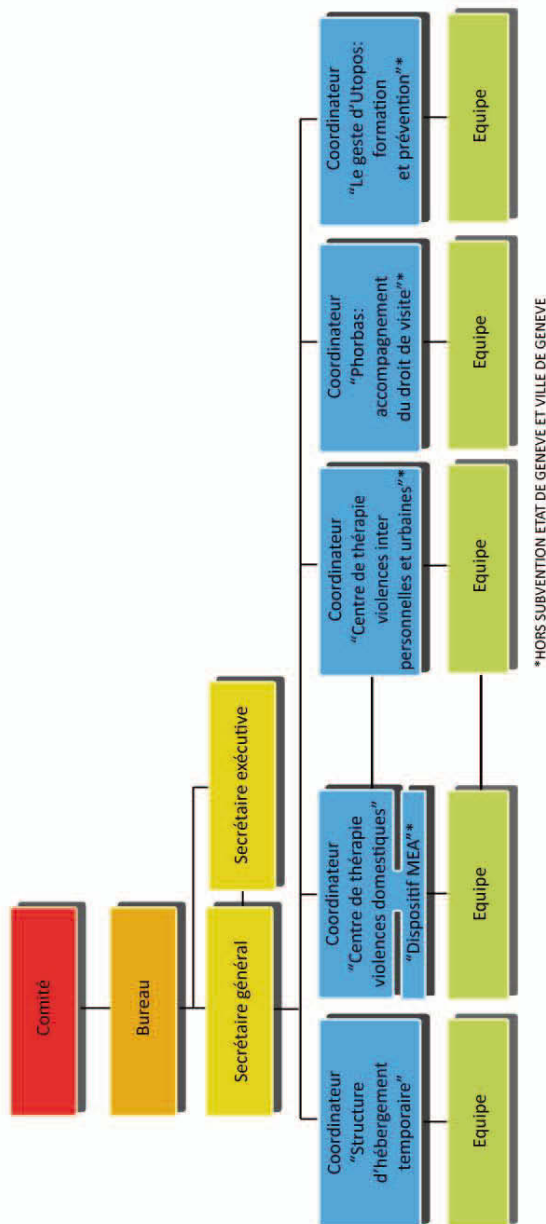 Comité
Bureau
Secrétaire général
Secrétaire exécutive
Coordinateur
“Structure
d’hébergement
temporaire”
Coordinateur
“Centre de thérapie
violences domestiques”
“Dispositif MEA”*
Coordinateur
“Centre de thérapie
violences inter
personnelles et urbaines”*
Coordinateur
“Phorbas:
accompagnement
du droit de visite”*
Coordinateur
“Le geste d’Utopos:
formation
et prévention”*
Equipe
Equipe
Equipe
Equipe
Equipe
*HORS SUBVENTION ETAT DE GENEVE ET VILLE DE GENEVE